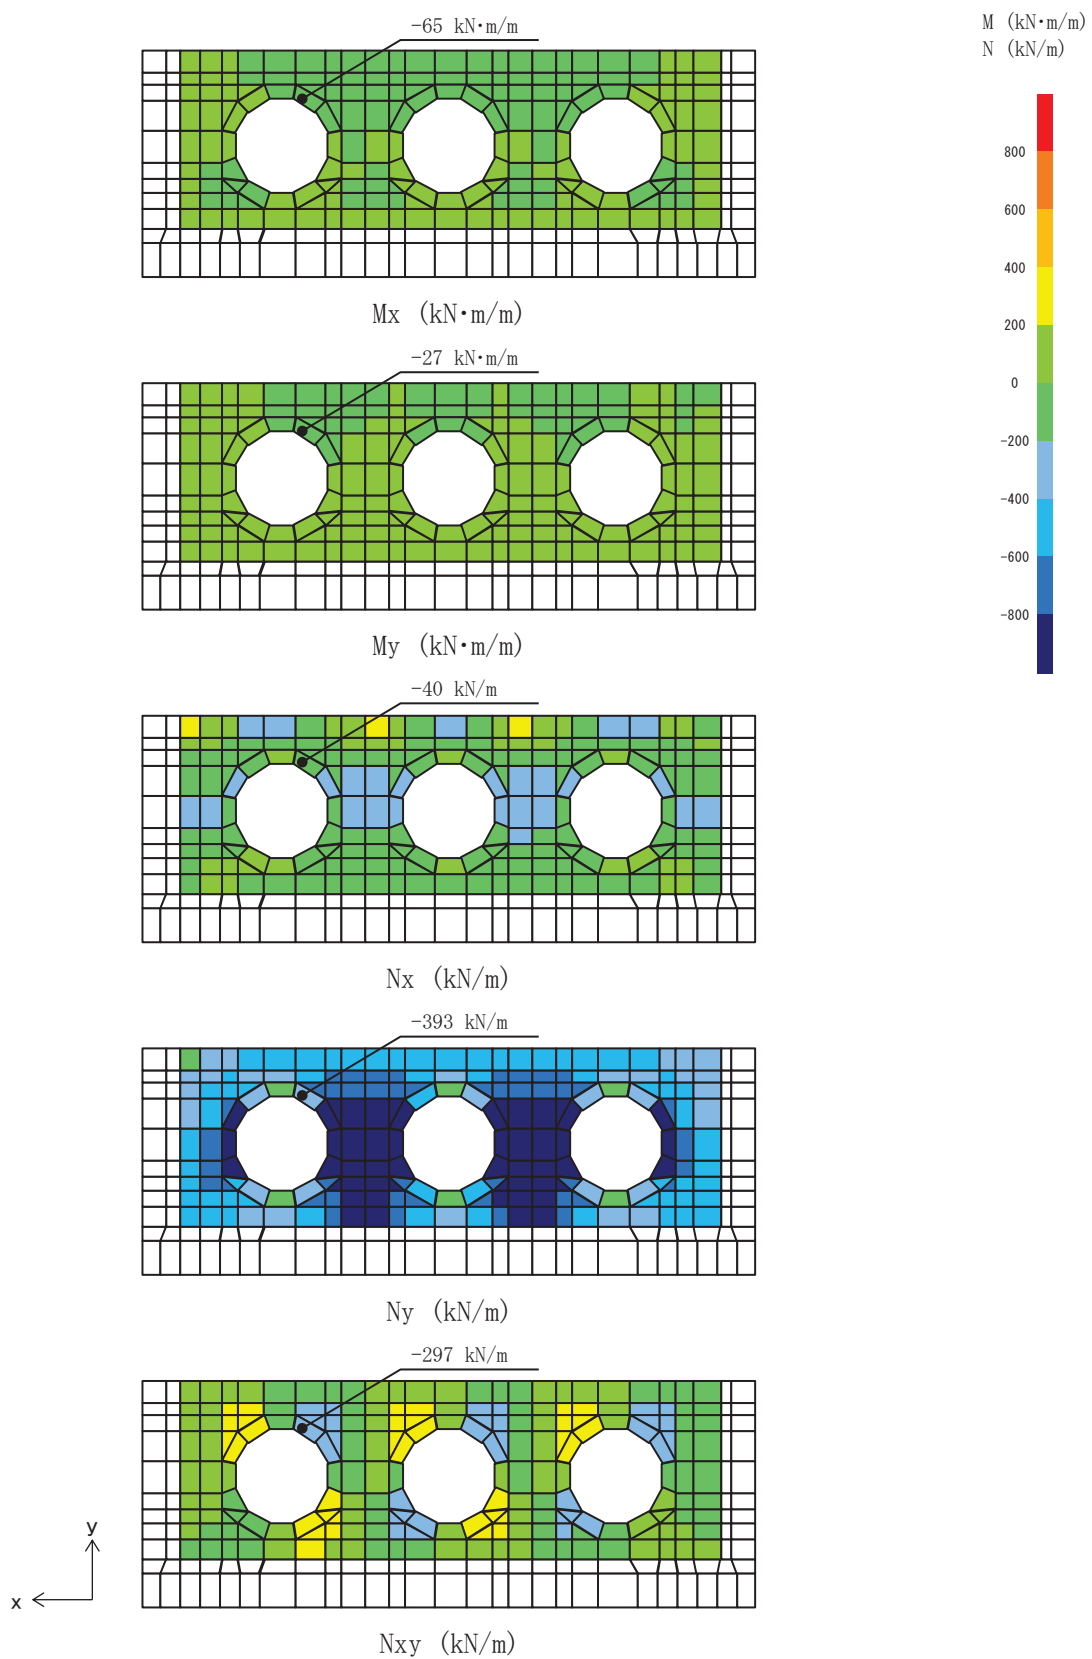 -65 kN·m/m
M (kN·m/m)
N (kN/m)
800
600
400
200
0
-200
-400
-600
-800
Mx (kN·m/m)
-27 kN·m/m
My (kN·m/m)
-40 kN/m
Nx (kN/m)
-393 kN/m
Ny (kN/m)
-297 kN/m
y
x
Nxy (kN/m)